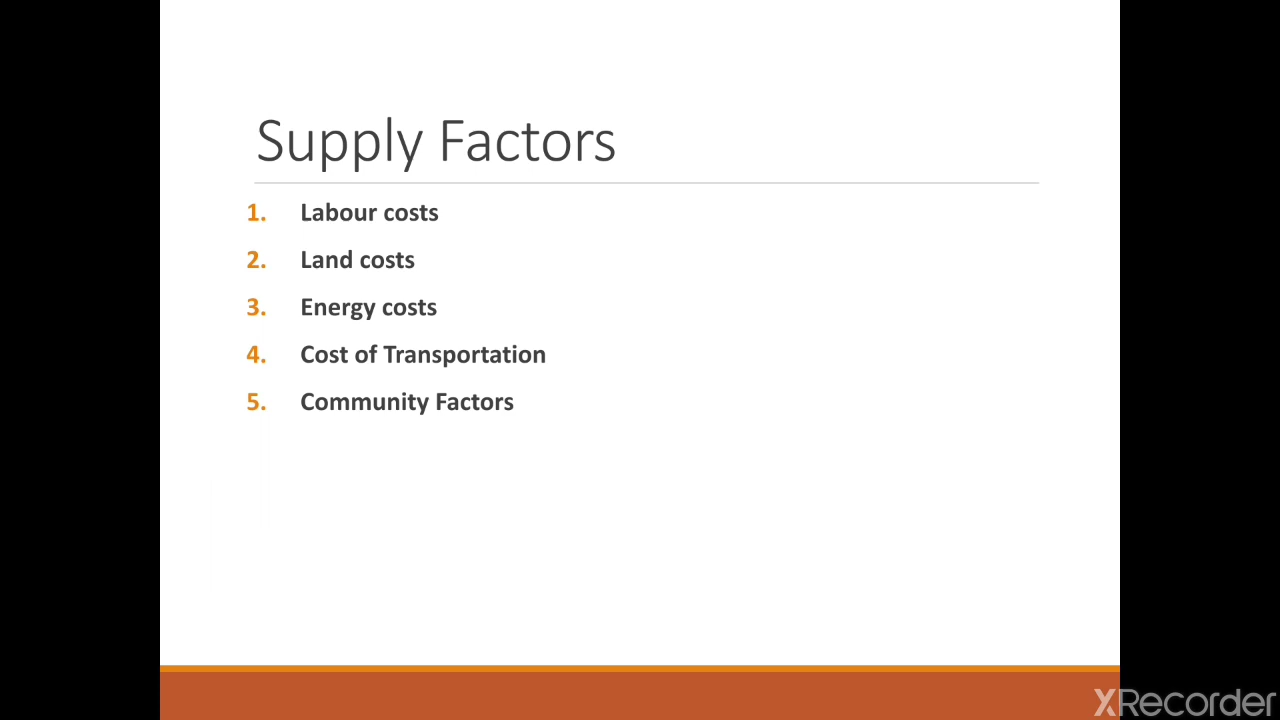 Supply Factors
1. Labour costs
2. Land costs
3. Energy costs
4. Cost of Transportation
5. Community Factors
XRecorder